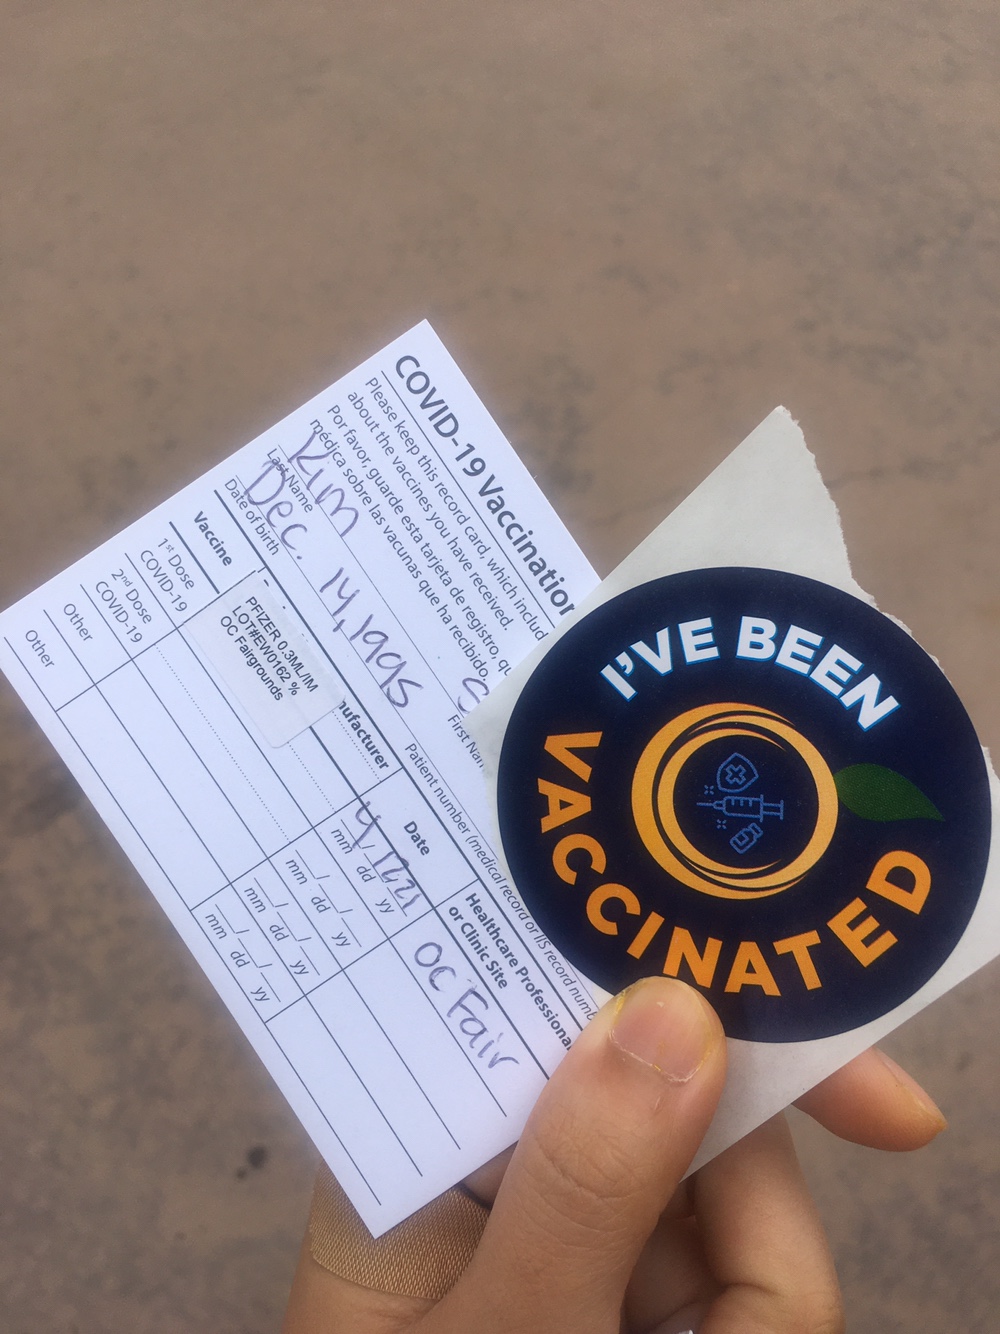 COVID-19 Vaccination
Please keep this record card, which includ
about the vaccines you have received.
Por favor, guarde esta tarjeta de registro, qu
médica sobre las vacunas que ha recibido.
Kim S
Last Name First Nam
Dec. 14, 1995
Date of birth Patient number (medical record or IIS record numb
Vaccine nufacturer Date Healthcare Professional
or Clinic Site
1st Dose
COVID-19
PFIZER 0.3ML/IM
LOT#EW0162 %
OC Fairgrounds
OC Fair
mm dd yy
2nd Dose
COVID-19
mm dd yy
Other
mm dd yy
Other
mm dd yy
I'VE BEEN
VACCINATED